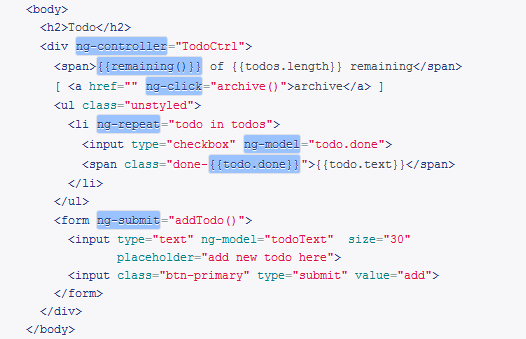 <body>
<h2>Todo</h2>
<div ng-controller="TodoCtrl">
<span>{{remaining()}} of {{todos.length}} remaining</span>
[ <a href="" ng-click="archive()">archive</a> ]
<ul class="unstyled">
<li ng-repeat="todo in todos">
<input type="checkbox" ng-model="todo.done">
<span class="done-{{todo.done}}">{{todo.text}}</span>
</li>
</ul>
<form ng-submit="addTodo()">
<input type="text" ng-model="todoText"  size="30"
placeholder="add new todo here">
<input class="btn-primary" type="submit" value="add">
</form>
</div>
</body>